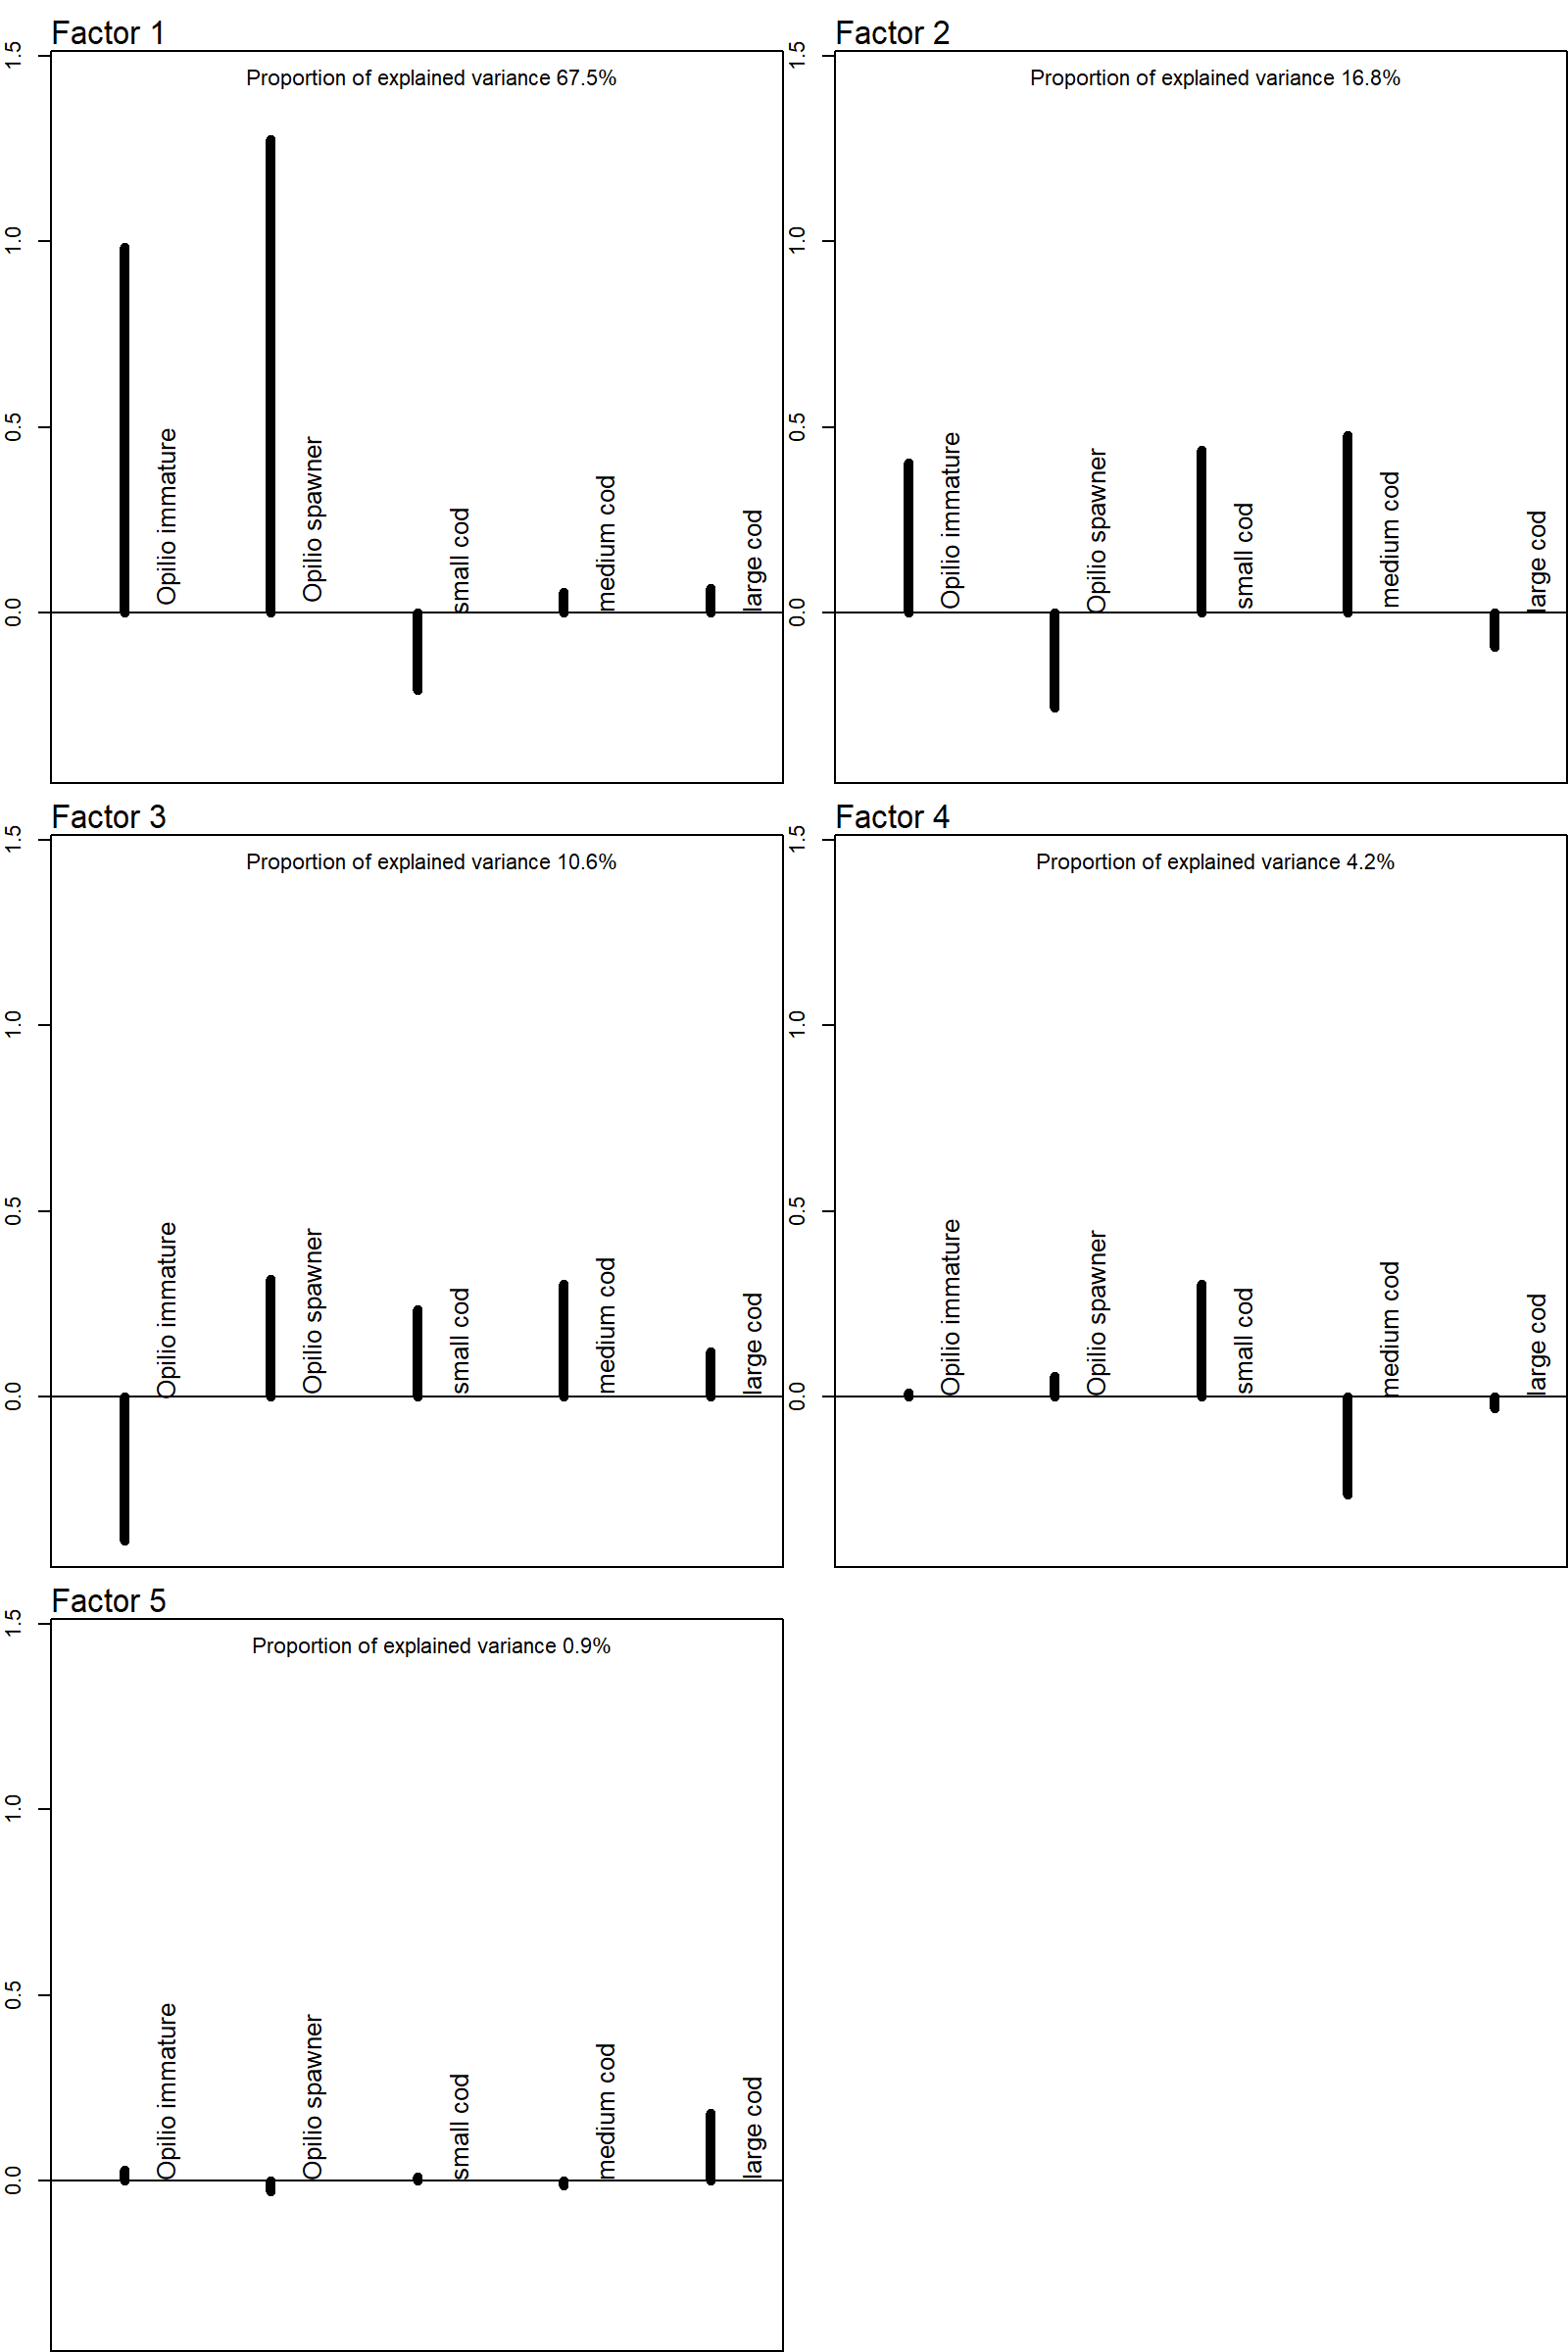 Factor 1
Proportion of explained variance 67.5%
1.5
1.0
0.5
0.0
Opilio immature
Opilio spawner
small cod
medium cod
large cod
Factor 2
Proportion of explained variance 16.8%
1.5
1.0
0.5
0.0
Opilio immature
Opilio spawner
small cod
medium cod
large cod
Factor 3
Proportion of explained variance 10.6%
1.5
1.0
0.5
0.0
Opilio immature
Opilio spawner
small cod
medium cod
large cod
Factor 4
Proportion of explained variance 4.2%
1.5
1.0
0.5
0.0
Opilio immature
Opilio spawner
small cod
medium cod
large cod
Factor 5
Proportion of explained variance 0.9%
1.5
1.0
0.5
0.0
Opilio immature
Opilio spawner
small cod
medium cod
large cod